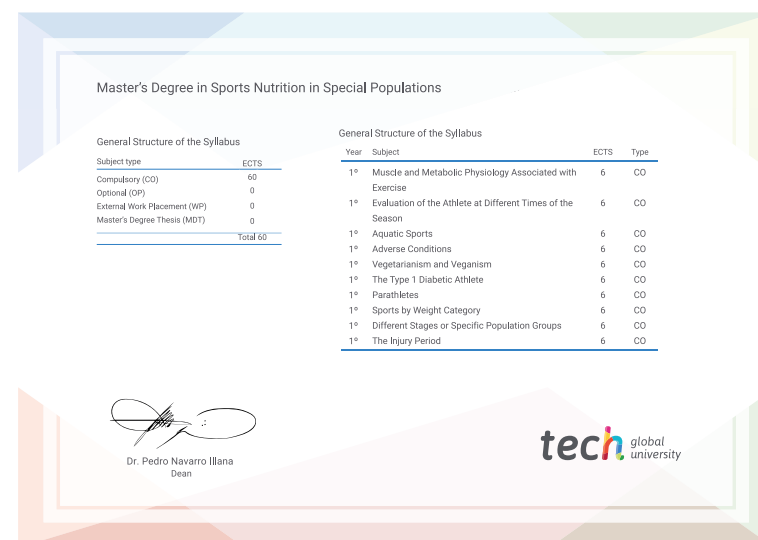 Master's Degree in Sports Nutrition in Special Populations
General Structure of the Syllabus
Subject type ECTS
Compulsory (CO) 60
Optional (OP) 0
External Work Placement (WP) 0
Master's Degree Thesis (MDT) 0
Total 60
General Structure of the Syllabus
Year Subject ECTS Type
1º Muscle and Metabolic Physiology Associated with 6 CO
Exercise
1º Evaluation of the Athlete at Different Times of the 6 CO
Season
1º Aquatic Sports 6 CO
1º Adverse Conditions 6 CO
1º Vegetarianism and Veganism 6 CO
1º The Type 1 Diabetic Athlete 6 CO
1º Parathletes 6 CO
1º Sports by Weight Category 6 CO
1º Different Stages or Specific Population Groups 6 CO
1º The Injury Period 6 CO
Dr. Pedro Navarro Illana
Dean
tech global
university